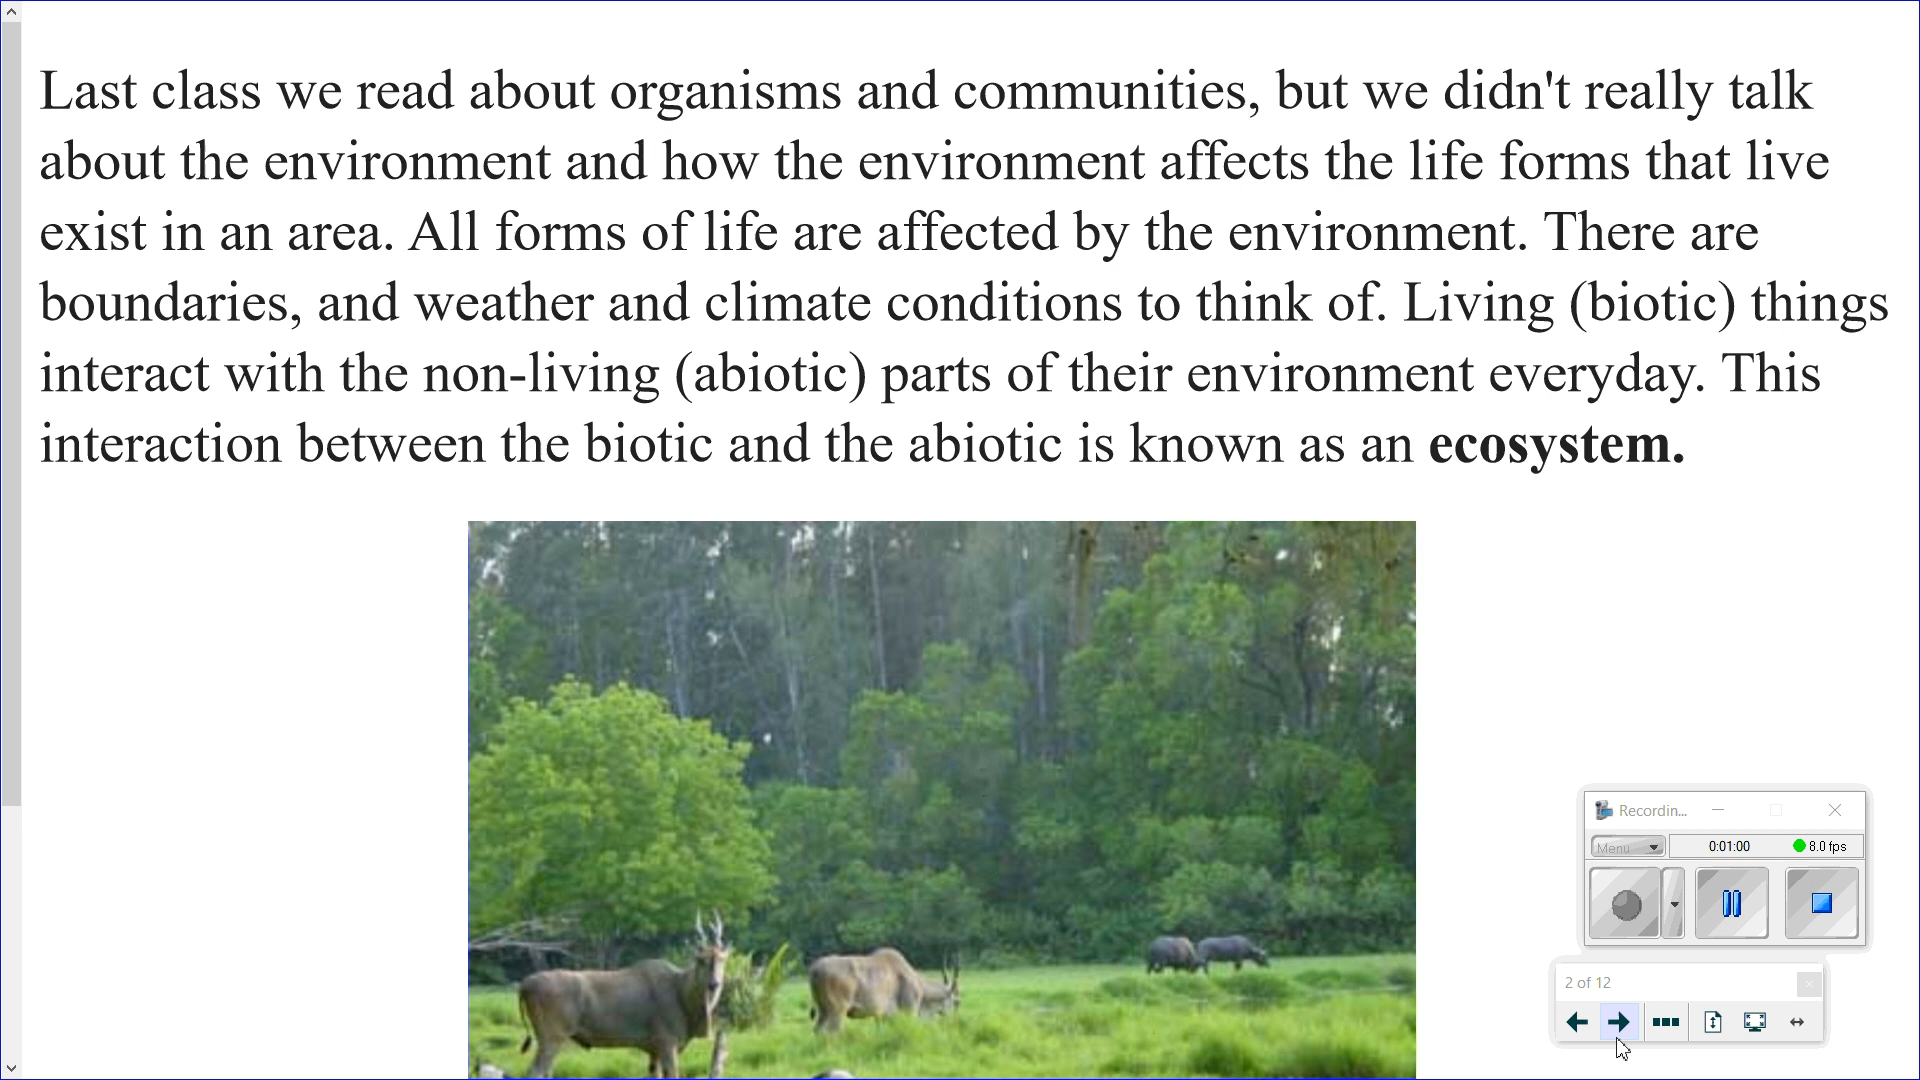 Last class we read about organisms and communities, but we didn't really talk
about the environment and how the environment affects the life forms that live
exist in an area. All forms of life are affected by the environment. There are
boundaries, and weather and climate conditions to think of. Living (biotic) things
interact with the non-living (abiotic) parts of their environment everyday. This
interaction between the biotic and the abiotic is known as an ecosystem.
Recordin...
Menu 0:01:00 8.0 fps
2 of 12